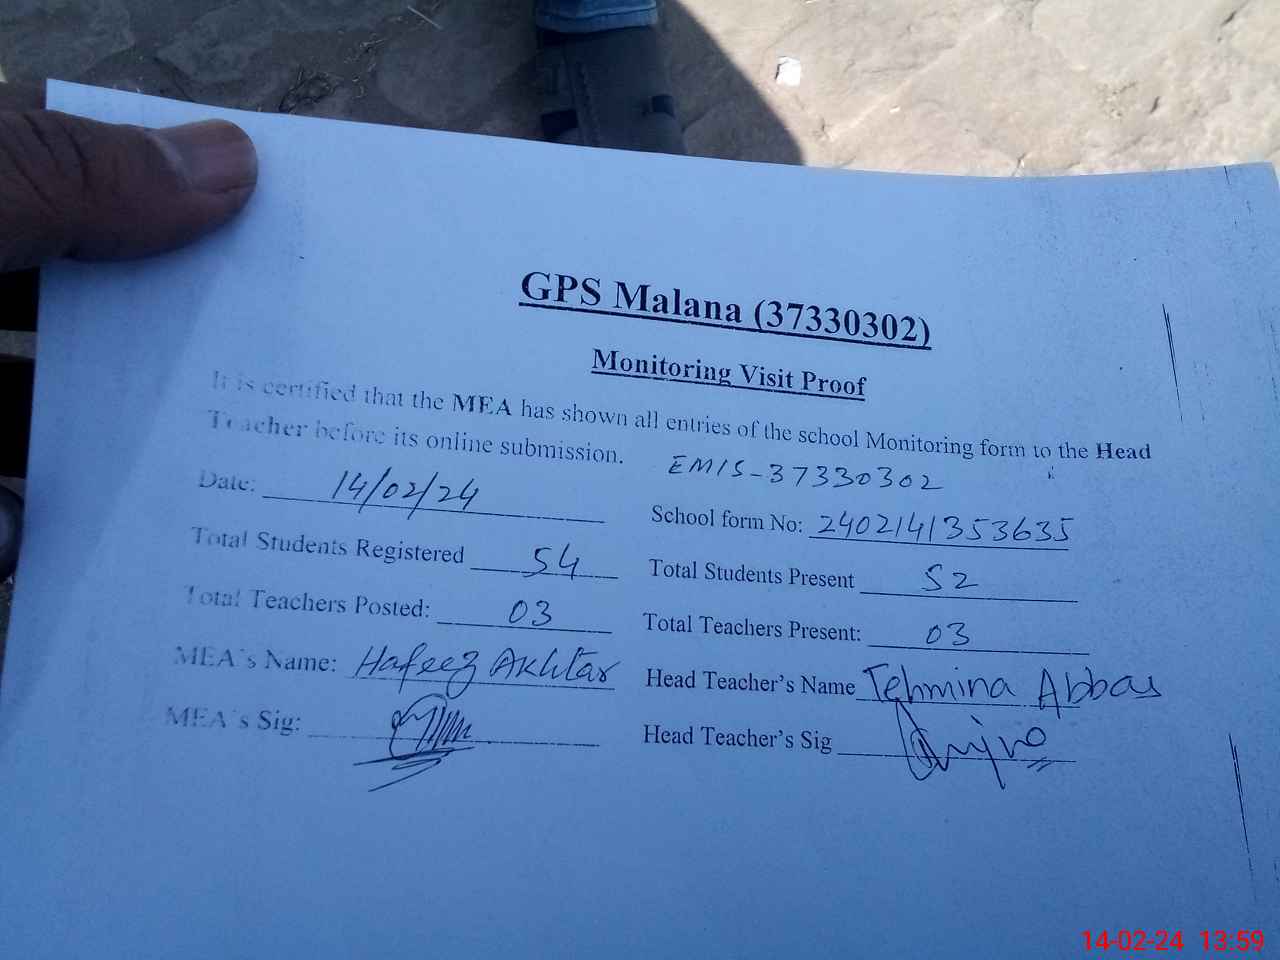 GPS Malana (37330302)
Monitoring Visit Proof
It is certified that the MEA has shown all entries of the school Monitoring form to the Head
Teacher before its online submission.
EMIS-37330302
Date: 14/02/24 School form No: 2402141353635
Total Students Registered 54 Total Students Present 52
Total Teachers Posted: 03 Total Teachers Present: 03
MEA's Name: Hafeez Akhtar Head Teacher's Name Tehmina Abbas
MEA's Sig: Head Teacher's Sig
14-02-24 13:59